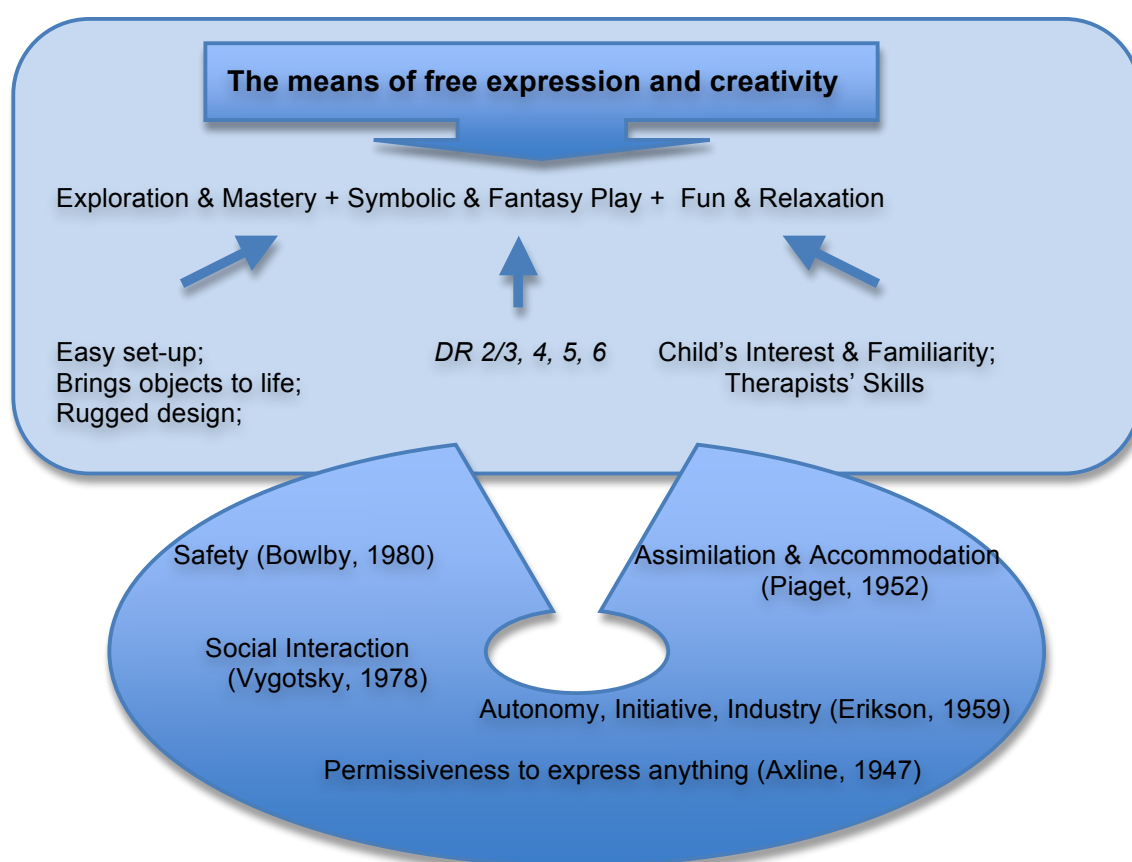 The means of free expression and creativity
Exploration & Mastery + Symbolic & Fantasy Play + Fun & Relaxation
Easy set-up;
Brings objects to life;
Rugged design;
DR 2/3, 4, 5, 6
Child's Interest & Familiarity;
Therapists' Skills
Safety (Bowlby, 1980)
Assimilation & Accommodation
(Piaget, 1952)
Social Interaction
(Vygotsky, 1978)
Autonomy, Initiative, Industry (Erikson, 1959)
Permissiveness to express anything (Axline, 1947)